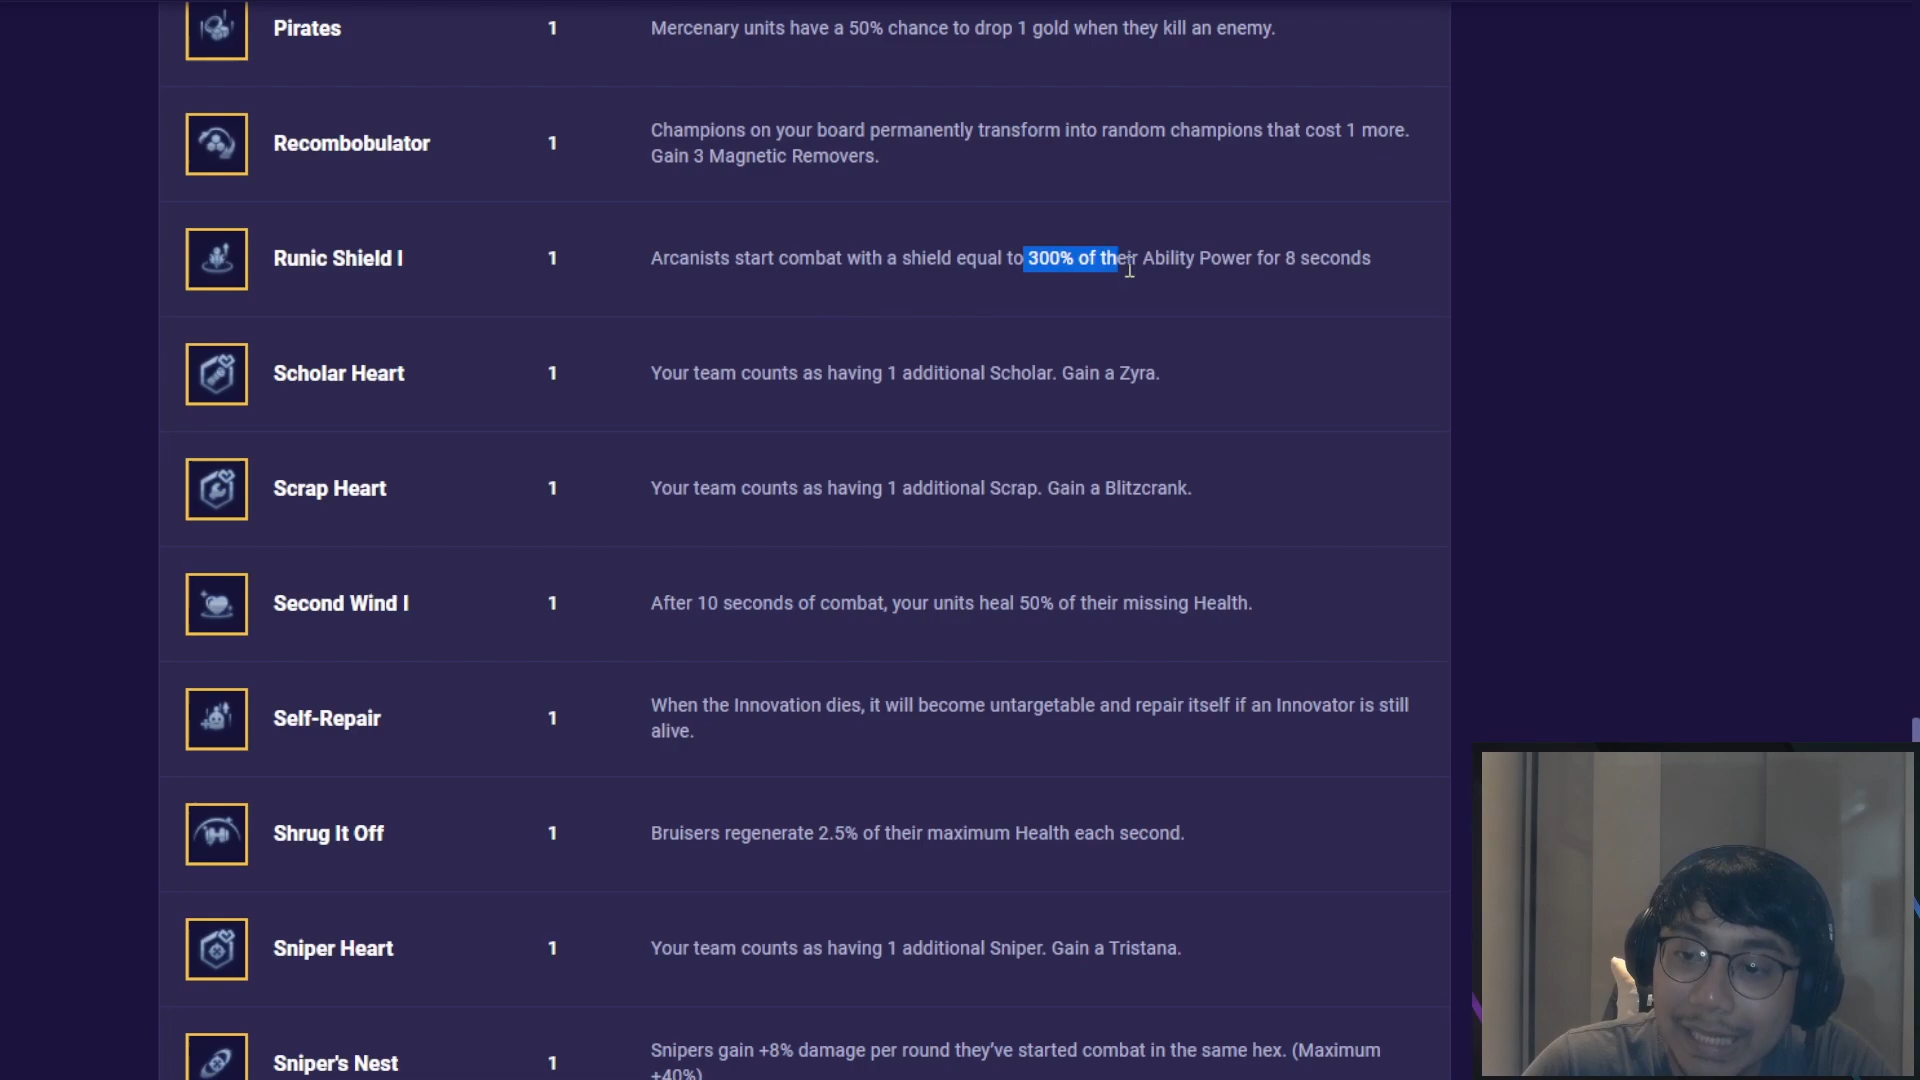 Pirates 1 Mercenary units have a 50% chance to drop 1 gold when they kill an enemy.
Recombobulator 1 Champions on your board permanently transform into random champions that cost 1 more.
Gain 3 Magnetic Removers.
Runic Shield I 1 Arcanists start combat with a shield equal to 300% of their Ability Power for 8 seconds
Scholar Heart 1 Your team counts as having 1 additional Scholar. Gain a Zyra.
Scrap Heart 1 Your team counts as having 1 additional Scrap. Gain a Blitzcrank.
Second Wind I 1 After 10 seconds of combat, your units heal 50% of their missing Health.
Self-Repair 1 When the Innovation dies, it will become untargetable and repair itself if an Innovator is still
alive.
Shrug It Off 1 Bruisers regenerate 2.5% of their maximum Health each second.
Sniper Heart 1 Your team counts as having 1 additional Sniper. Gain a Tristana.
Sniper's Nest 1 Snipers gain +8% damage per round they've started combat in the same hex. (Maximum
+40%)